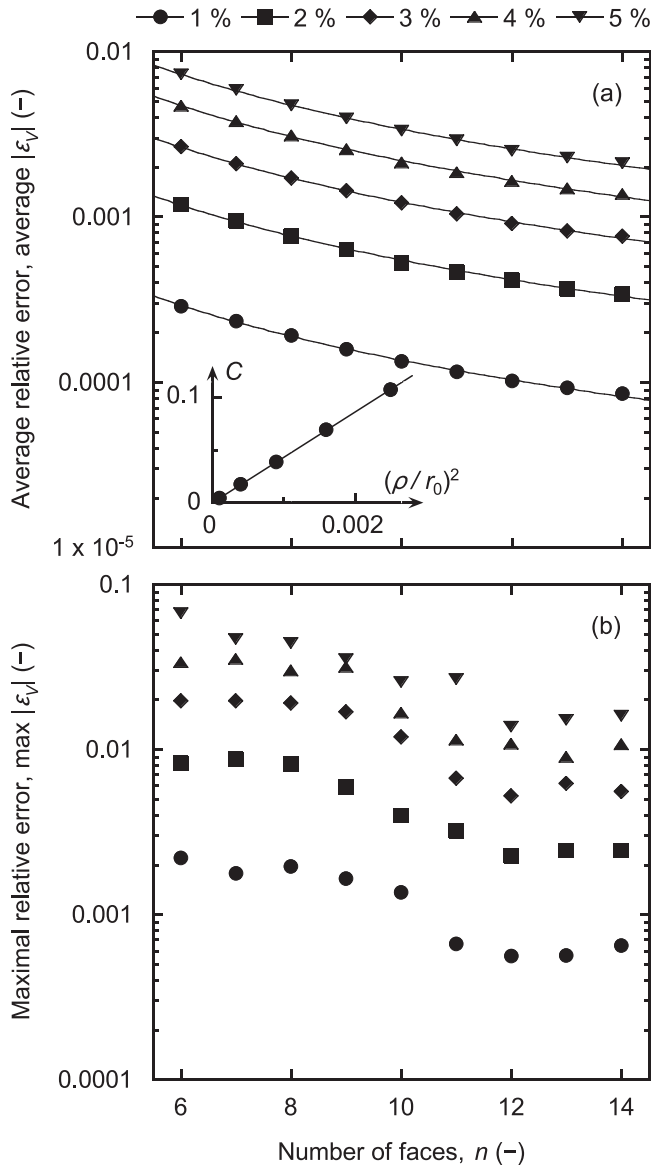 1 % 2 % 3 % 4 % 5 %
0.01
(a)
0.001
0.0001
1 x 10-5
Average relative error, average |εV| (–)
C
0.1
0
(ρ / r0)2
0
0.002
0.1
(b)
0.01
0.001
0.0001
Maximal relative error, max |εV| (–)
6 8 10 12 14
Number of faces, n (–)